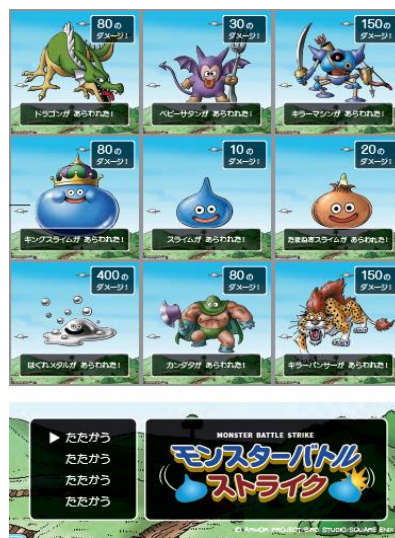 80の
ダメージ!
ドラゴンが あらわれた!
30の
ダメージ!
ベビーサタンが あらわれた!
150の
ダメージ!
キラーマシンが あらわれた!
80の
ダメージ!
キングスライムが あらわれた!
10の
ダメージ!
スライムが あらわれた!
20の
ダメージ!
たまねぎスライムが あらわれた!
400の
ダメージ!
はぐれメタルが あらわれた!
80の
ダメージ!
カンダタが あらわれた!
150の
ダメージ!
キラーパンサーが あらわれた!
▶ たたかう
たたかう
たたかう
たたかう
MONSTER BATTLE STRIKE
モンスターバトル
ストライク
© ARMOR PROJECT/BIRD STUDIO/SQUARE ENIX